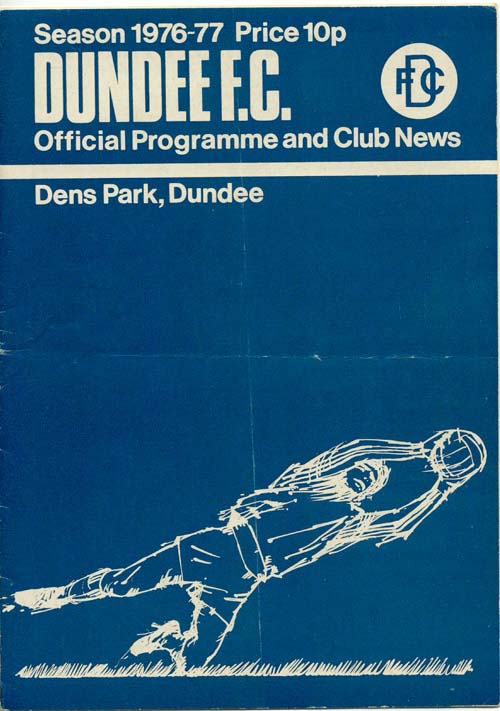 Season 1976-77 Price 10p
DUNDEE F.C.
DFC
Official Programme and Club News
Dens Park, Dundee